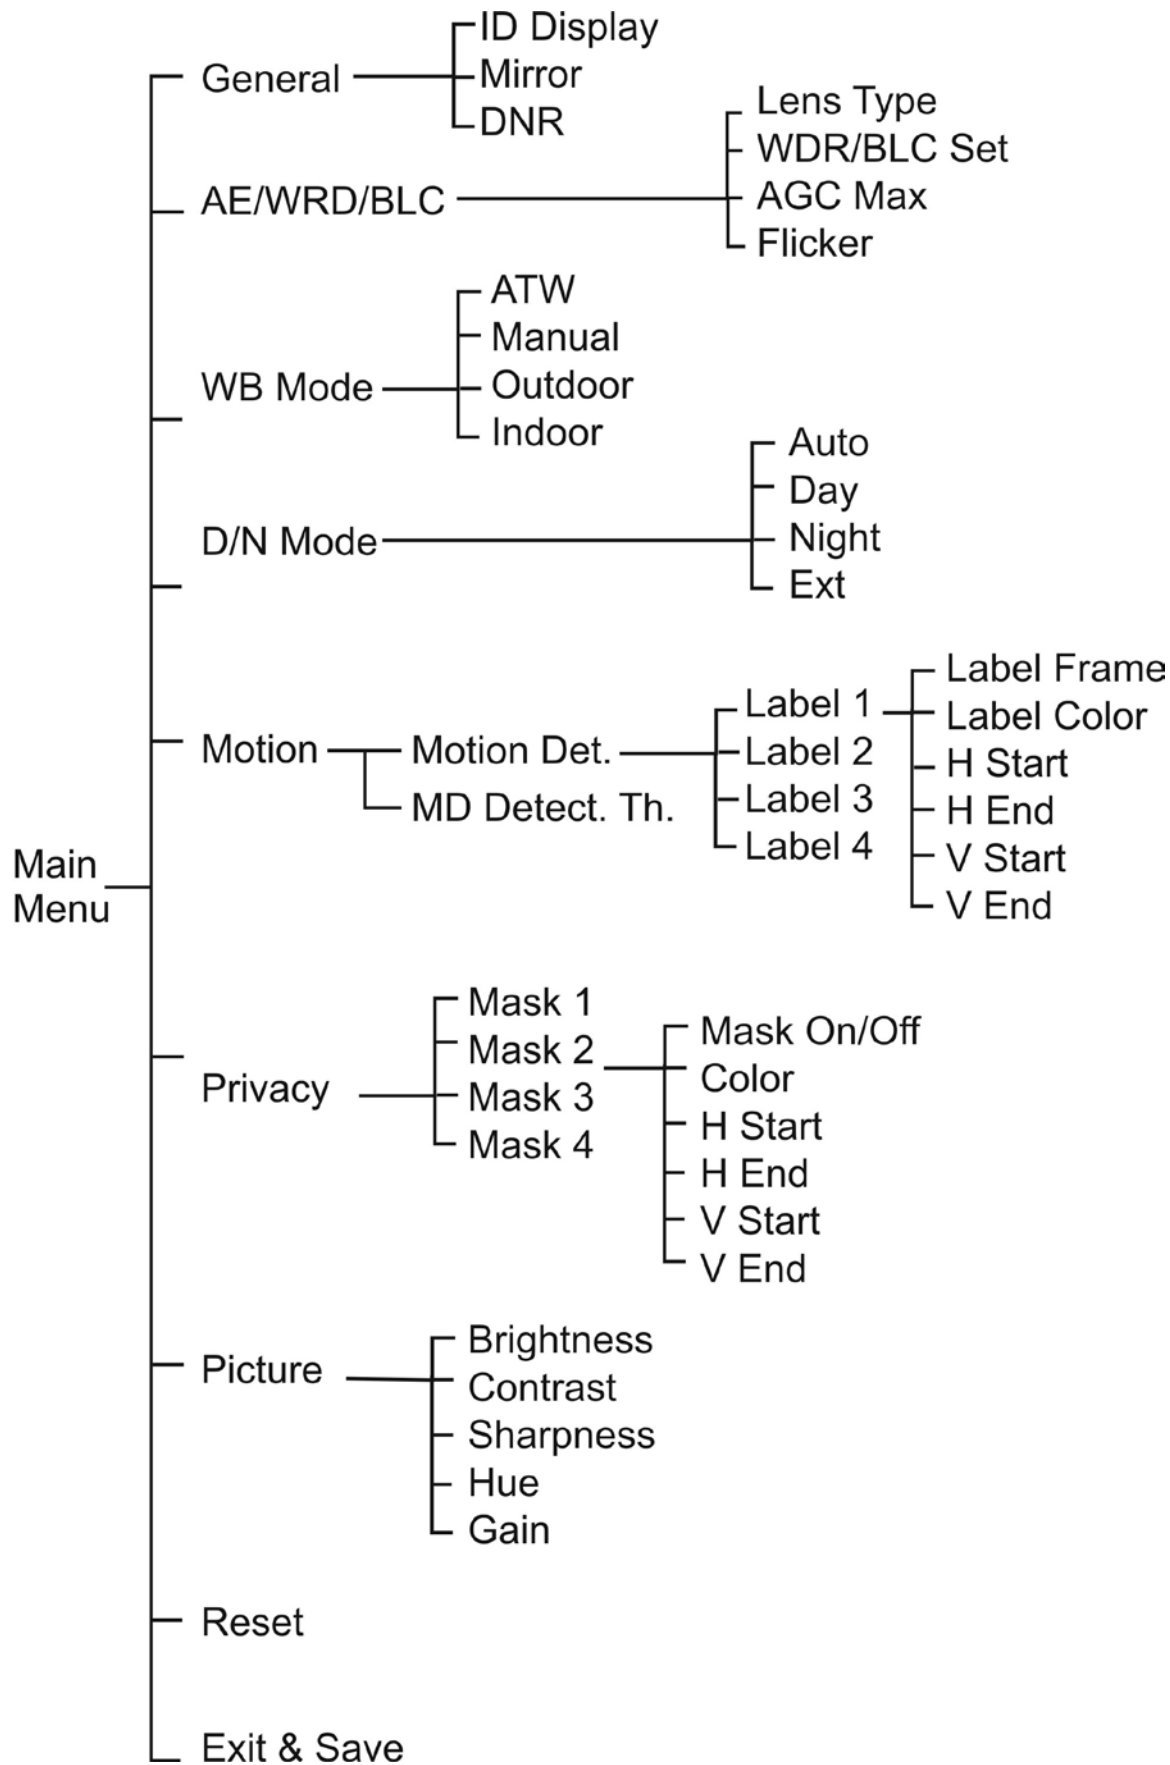 Main
Menu
General
ID Display
Mirror
DNR
AE/WRD/BLC
Lens Type
WDR/BLC Set
AGC Max
Flicker
WB Mode
ATW
Manual
Outdoor
Indoor
D/N Mode
Auto
Day
Night
Ext
Motion
Motion Det.
Label 1
Label Frame
Label Color
H Start
H End
V Start
V End
Label 2
Label 3
Label 4
MD Detect. Th.
Privacy
Mask 1
Mask 2
Mask 3
Mask 4
Mask On/Off
Color
H Start
H End
V Start
V End
Picture
Brightness
Contrast
Sharpness
Hue
Gain
Reset
Exit & Save